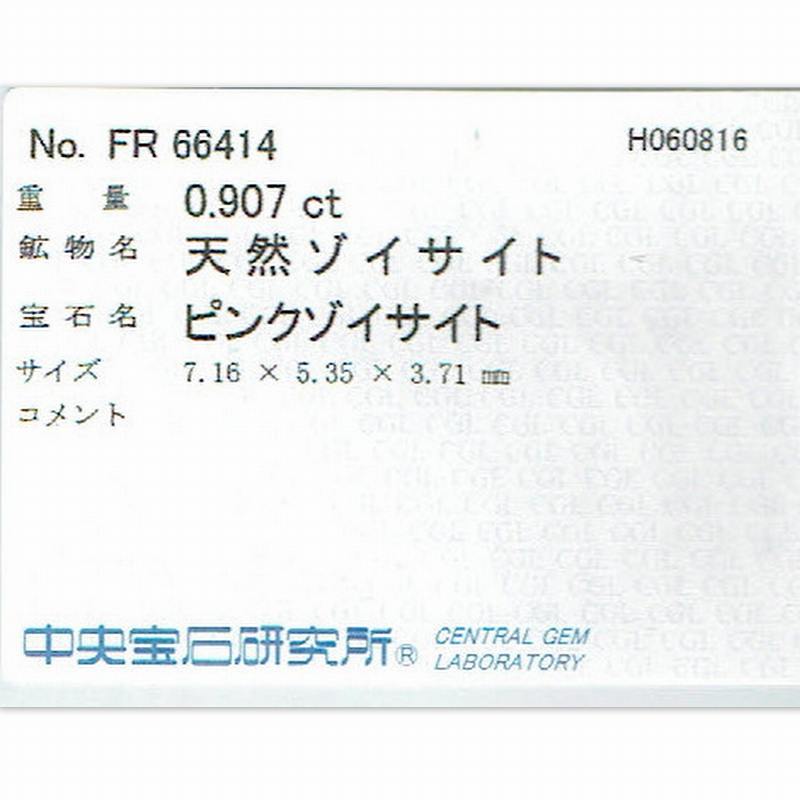 No. FR 66414 H060816
重 量 0.907 ct
鉱 物 名 天 然 ゾ イ サ イ ト
宝 石 名 ピンクゾイサイト
サイズ 7.16 × 5.35 × 3.71 ㎜
コメント
中央宝石研究所® CENTRAL GEM LABORATORY